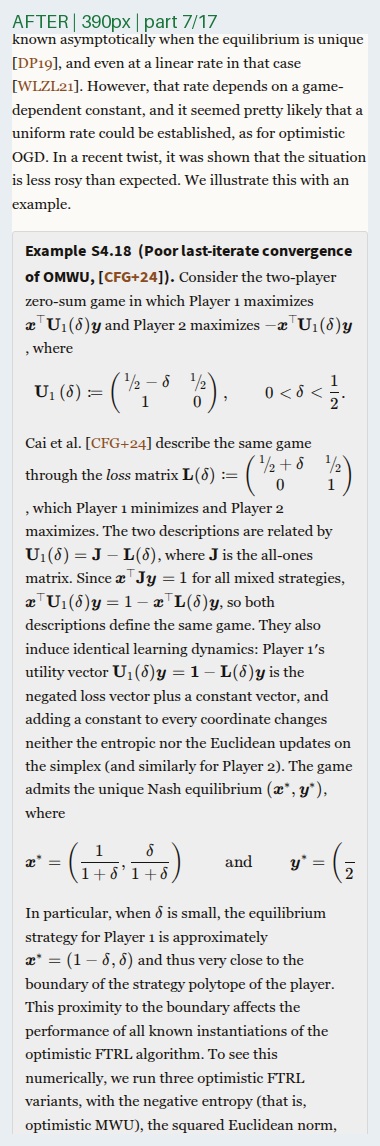 AFTER | 390px | part 7/17
known asymptotically when the equilibrium is unique
[DP19], and even at a linear rate in that case
[WLZL21]. However, that rate depends on a game-
dependent constant, and it seemed pretty likely that a
uniform rate could be established, as for optimistic
OGD. In a recent twist, it was shown that the situation
is less rosy than expected. We illustrate this with an
example.
Example S4.18 (Poor last-iterate convergence
of OMWU, [CFG+24]). Consider the two-player
zero-sum game in which Player 1 maximizes
x⊤U₁(δ)y and Player 2 maximizes −x⊤U₁(δ)y
, where
U₁ (δ) := ( 1/2 − δ 1/2 ; 1 0 ) , 0 < δ < 1/2.
Cai et al. [CFG+24] describe the same game
through the loss matrix L(δ) := ( 1/2 + δ 1/2 ; 0 1 )
, which Player 1 minimizes and Player 2
maximizes. The two descriptions are related by
U₁(δ) = J − L(δ), where J is the all-ones
matrix. Since x⊤Jy = 1 for all mixed strategies,
x⊤U₁(δ)y = 1 − x⊤L(δ)y, so both
descriptions define the same game. They also
induce identical learning dynamics: Player 1's
utility vector U₁(δ)y = 1 − L(δ)y is the
negated loss vector plus a constant vector, and
adding a constant to every coordinate changes
neither the entropic nor the Euclidean updates on
the simplex (and similarly for Player 2). The game
admits the unique Nash equilibrium (x*, y*),
where
x* = ( 1/(1 + δ), δ/(1 + δ) ) and y* = ( 
In particular, when δ is small, the equilibrium
strategy for Player 1 is approximately
x* = (1 − δ, δ) and thus very close to the
boundary of the strategy polytope of the player.
This proximity to the boundary affects the
performance of all known instantiations of the
optimistic FTRL algorithm. To see this
numerically, we run three optimistic FTRL
variants, with the negative entropy (that is,
optimistic MWU), the squared Euclidean norm,